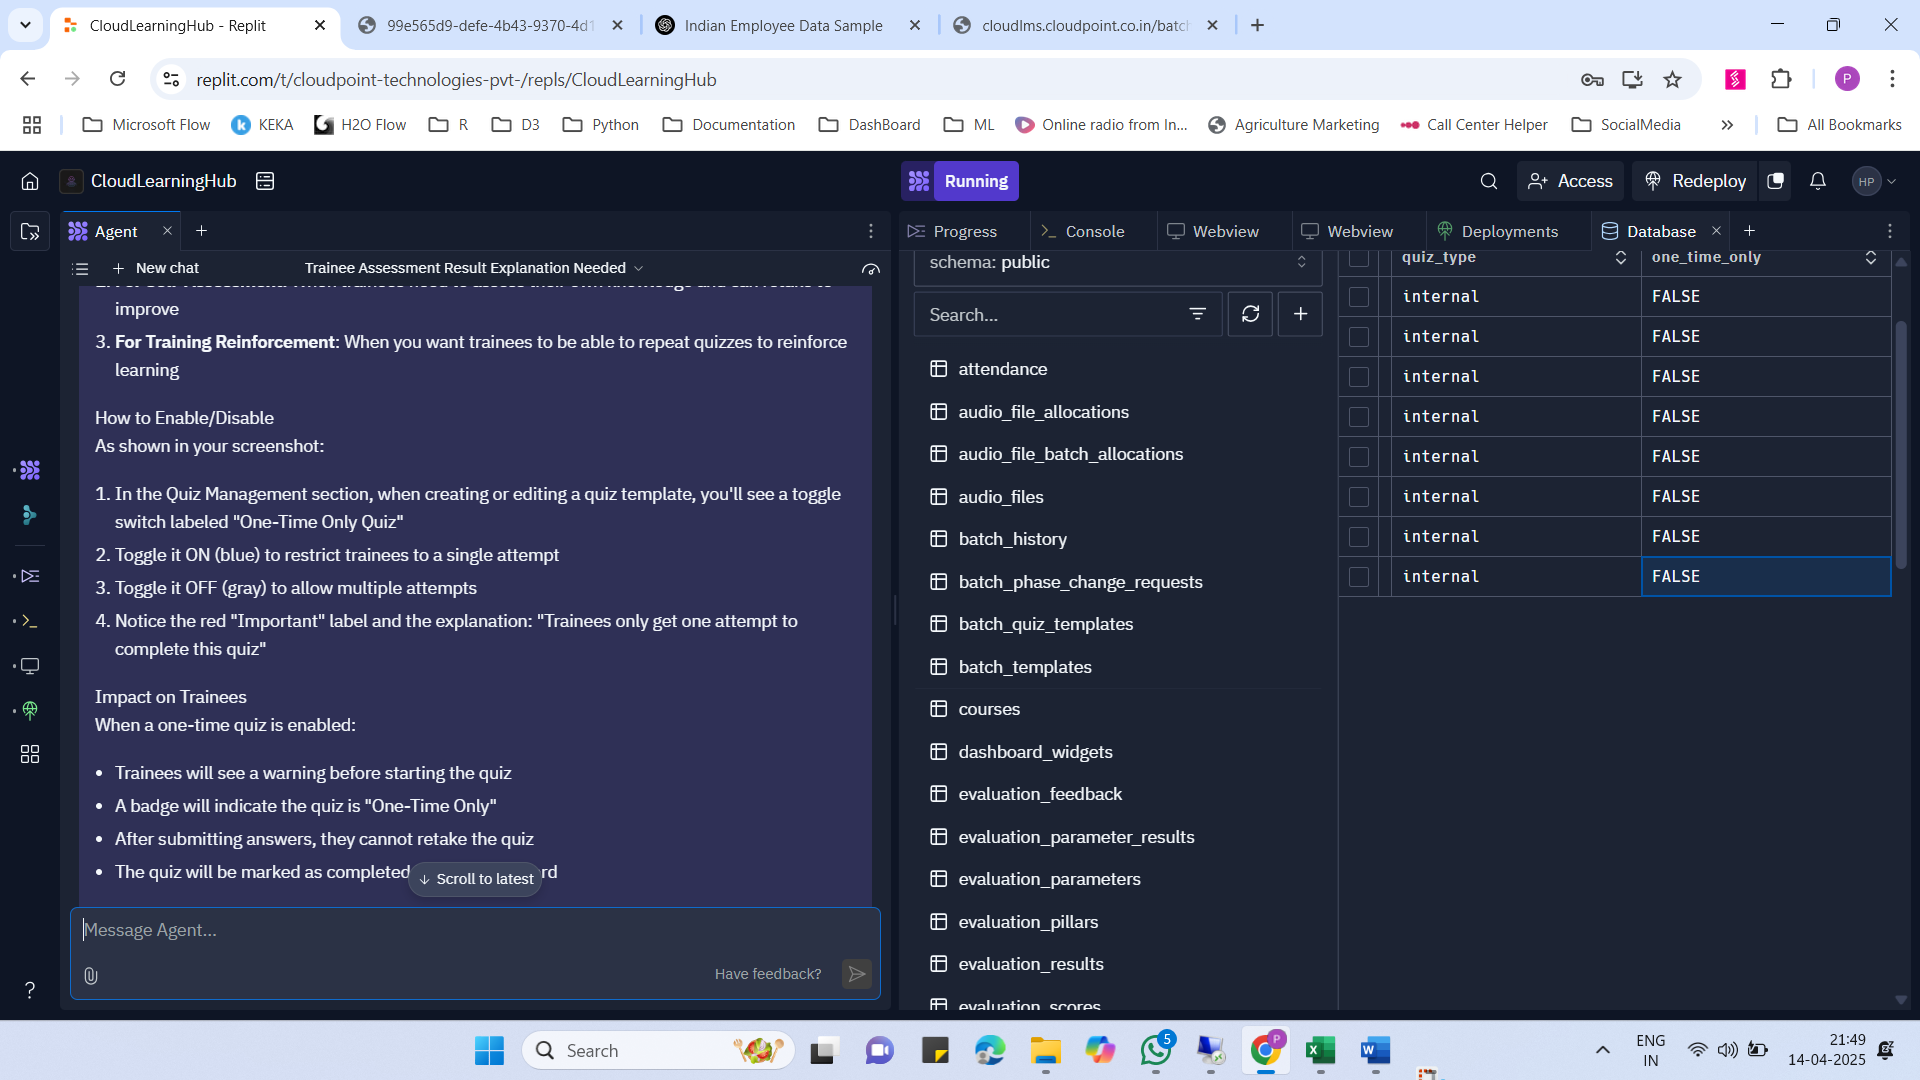 CloudLearningHub - Replit
99e565d9-defe-4b43-9370-4d1
Indian Employee Data Sample
cloudlms.cloudpoint.co.in/batch
replit.com/t/cloudpoint-technologies-pvt-/repls/CloudLearningHub
P
Microsoft Flow
KEKA
H2O Flow
R
D3
Python
Documentation
DashBoard
ML
Online radio from In...
Agriculture Marketing
Call Center Helper
SocialMedia
All Bookmarks
CloudLearningHub
Running
Access
Redeploy
HP
Agent
Progress
Console
Webview
Webview
Deployments
Database
New chat
Trainee Assessment Result Explanation Needed
improve
3. For Training Reinforcement: When you want trainees to be able to repeat quizzes to reinforce
learning
How to Enable/Disable
As shown in your screenshot:
1. In the Quiz Management section, when creating or editing a quiz template, you'll see a toggle
switch labeled "One-Time Only Quiz"
2. Toggle it ON (blue) to restrict trainees to a single attempt
3. Toggle it OFF (gray) to allow multiple attempts
4. Notice the red "Important" label and the explanation: "Trainees only get one attempt to
complete this quiz"
Impact on Trainees
When a one-time quiz is enabled:
• Trainees will see a warning before starting the quiz
• A badge will indicate the quiz is "One-Time Only"
• After submitting answers, they cannot retake the quiz
• The quiz will be marked as completed
rd
↓ Scroll to latest
Message Agent...
Have feedback?
schema: public
Search...
attendance
audio_file_allocations
audio_file_batch_allocations
audio_files
batch_history
batch_phase_change_requests
batch_quiz_templates
batch_templates
courses
dashboard_widgets
evaluation_feedback
evaluation_parameter_results
evaluation_parameters
evaluation_pillars
evaluation_results
evaluation_scores
quiz_type one_time_only
internal FALSE
internal FALSE
internal FALSE
internal FALSE
internal FALSE
internal FALSE
internal FALSE
internal FALSE
?
Search
5
P
ENG
IN
21:49
14-04-2025